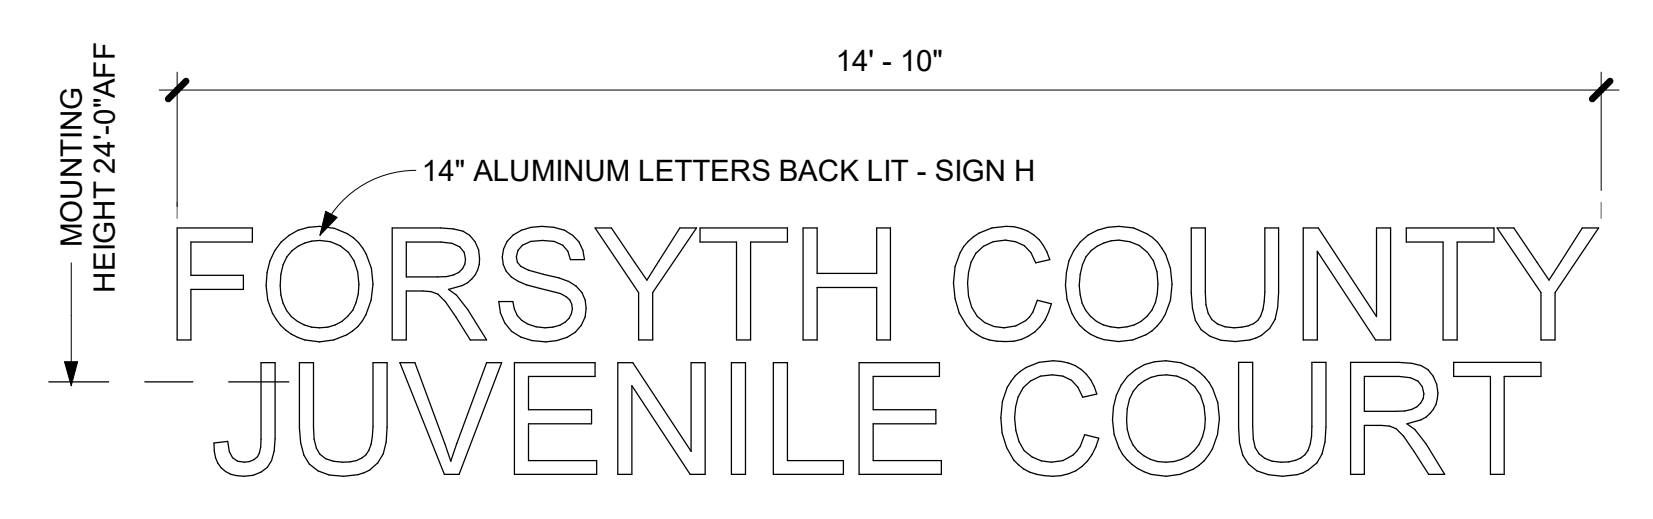 14' - 10"
MOUNTING
HEIGHT 24'-0"AFF
14" ALUMINUM LETTERS BACK LIT - SIGN H
FORSYTH COUNTY
JUVENILE COURT